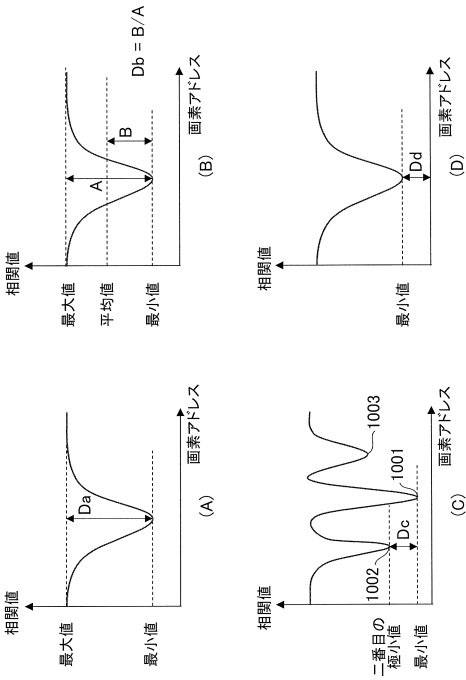 相関値
最大値
最小値
Da
画素アドレス
(A)
相関値
最大値
平均値
最小値
A
B
Db = B/A
画素アドレス
(B)
相関値
二番目の
極小値
最小値
1002
Dc
1001
1003
画素アドレス
(C)
相関値
最小値
Dd
画素アドレス
(D)